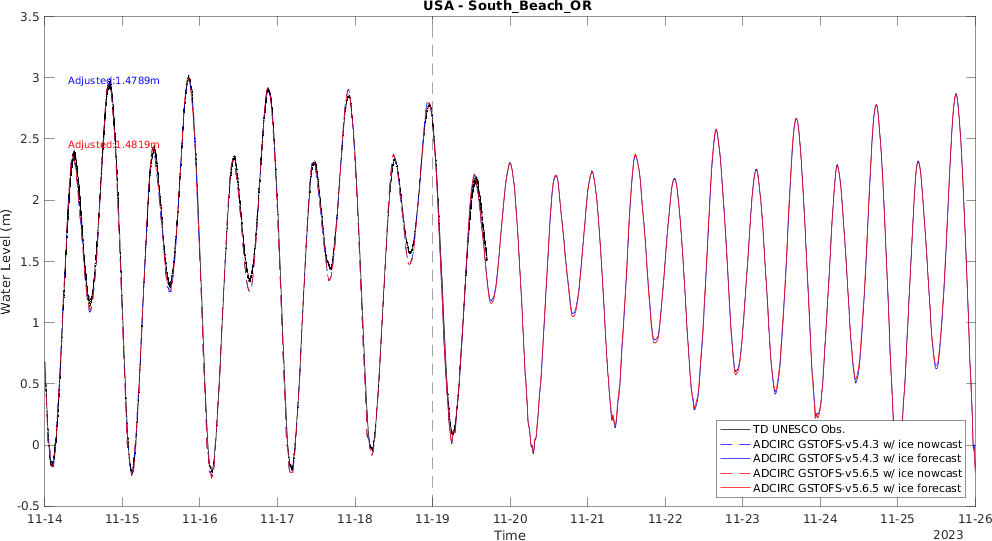 USA - South_Beach_OR
3.5
3
2.5
2
1.5
1
0.5
0
-0.5
Water Level (m)
Adjusted:1.4789m
Adjusted:1.4819m
TD UNESCO Obs.
ADCIRC GSTOFS-v5.4.3 w/ ice nowcast
ADCIRC GSTOFS-v5.4.3 w/ ice forecast
ADCIRC GSTOFS-v5.6.5 w/ ice nowcast
ADCIRC GSTOFS-v5.6.5 w/ ice forecast
11-14 11-15 11-16 11-17 11-18 11-19 11-20 11-21 11-22 11-23 11-24 11-25 11-26
Time
2023